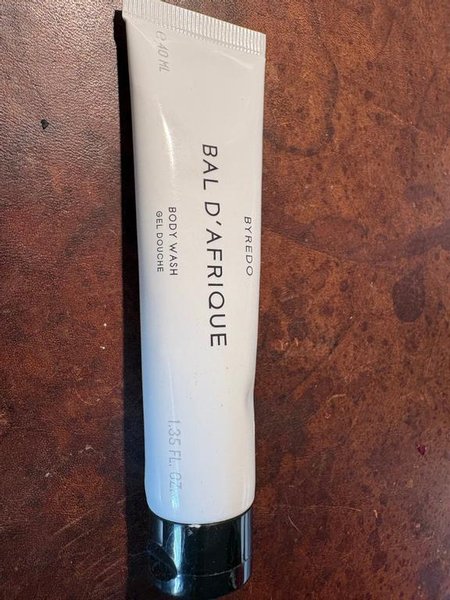 BYREDO
BAL D'AFRIQUE
BODY WASH
GEL DOUCHE
1.35 FL. OZ.
℮40 ML